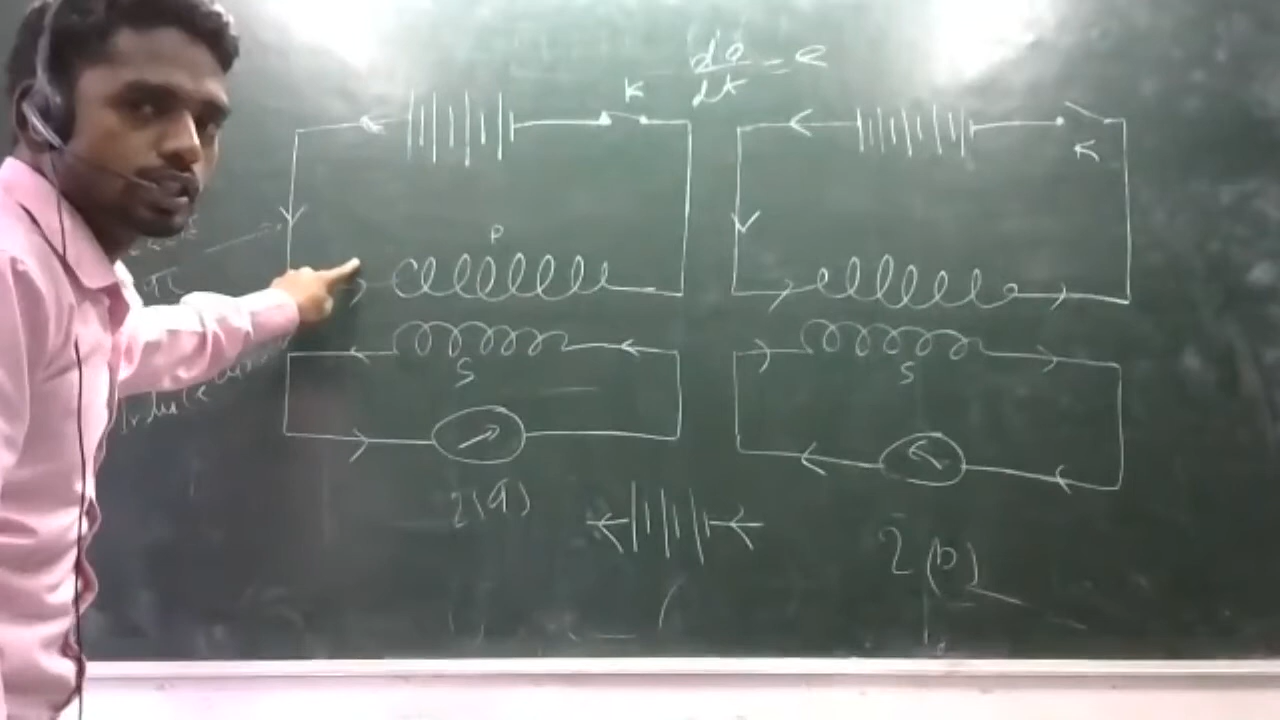 dφ/dt = e
K
K
P
S
S
2(a)
2(b)